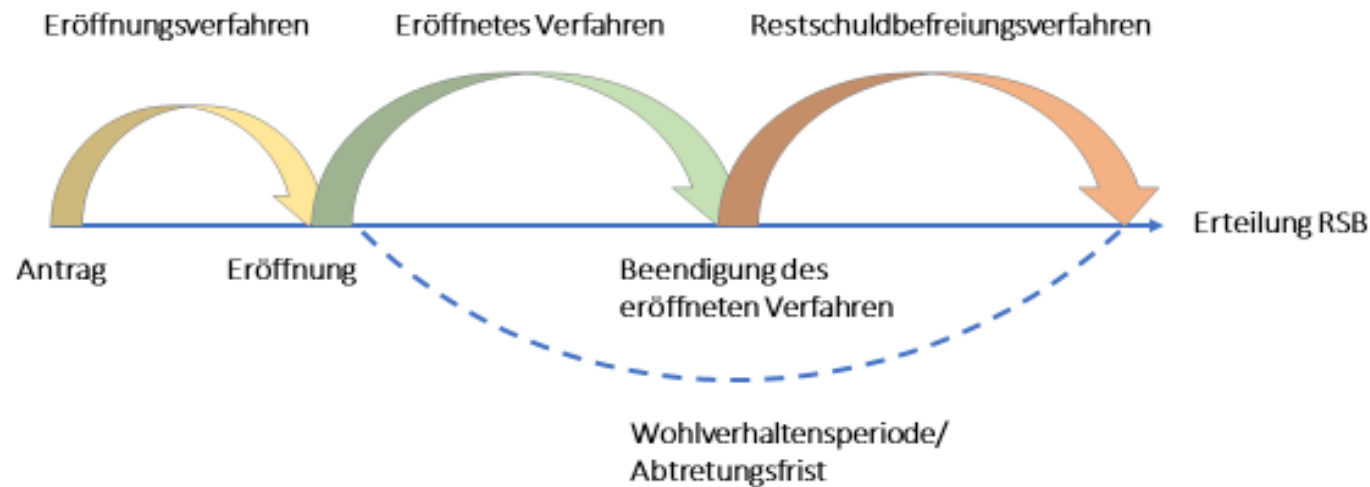 Eröffnungsverfahren
Eröffnetes Verfahren
Restschuldbefreiungsverfahren
Erteilung RSB
Antrag
Eröffnung
Beendigung des
eröffneten Verfahren
Wohlverhaltensperiode/
Abtretungsfrist